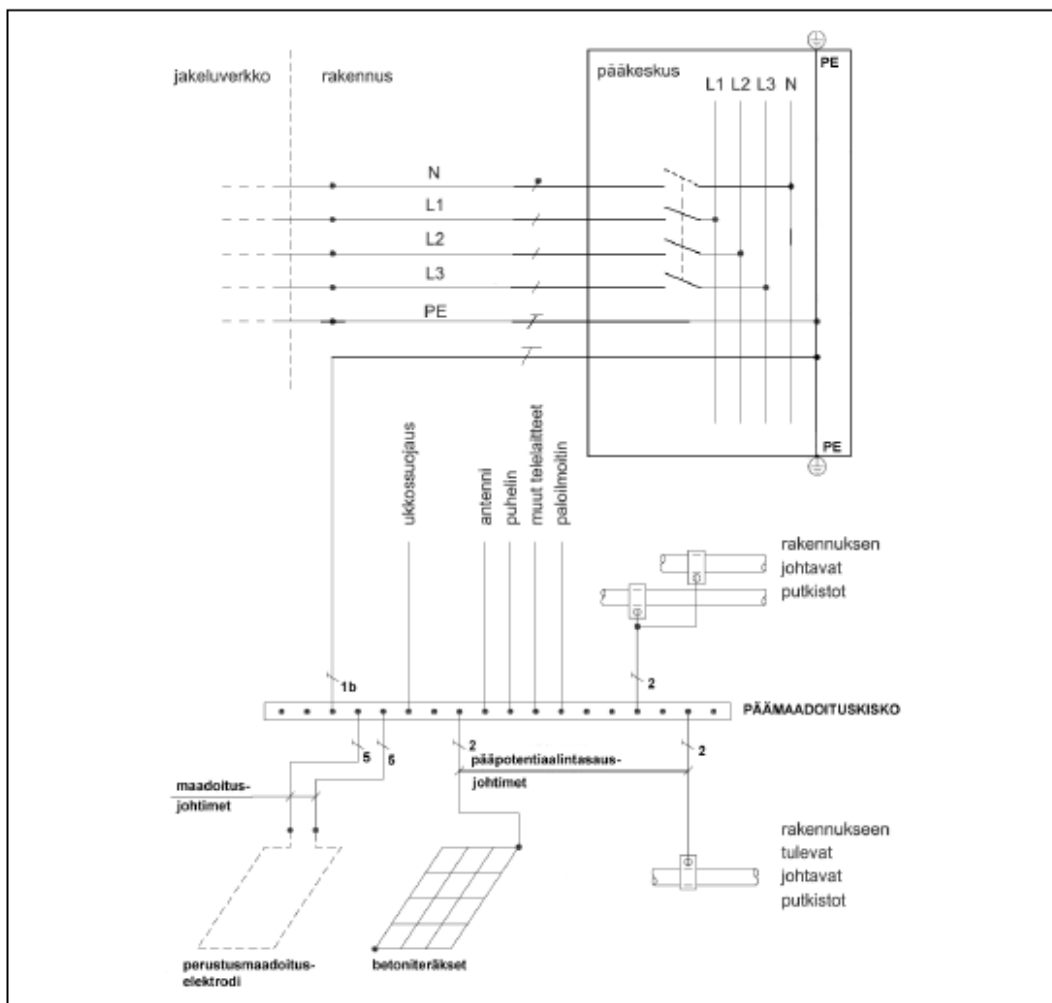 jakeluverkko
rakennus
pääkeskus
PE
L1 L2 L3 N
N
L1
L2
L3
PE
PE
ukkossuojaus
antenni
puhelin
muut telelaitteet
paloilmoitin
rakennuksen
johtavat
putkistot
1b
2
PÄÄMAADOITUSKISKO
5
5
2
2
pääpotentiaalintasaus-
johtimet
maadoitus-
johtimet
rakennukseen
tulevat
johtavat
putkistot
perustusmaadoitus-
elektrodi
betoniteräkset